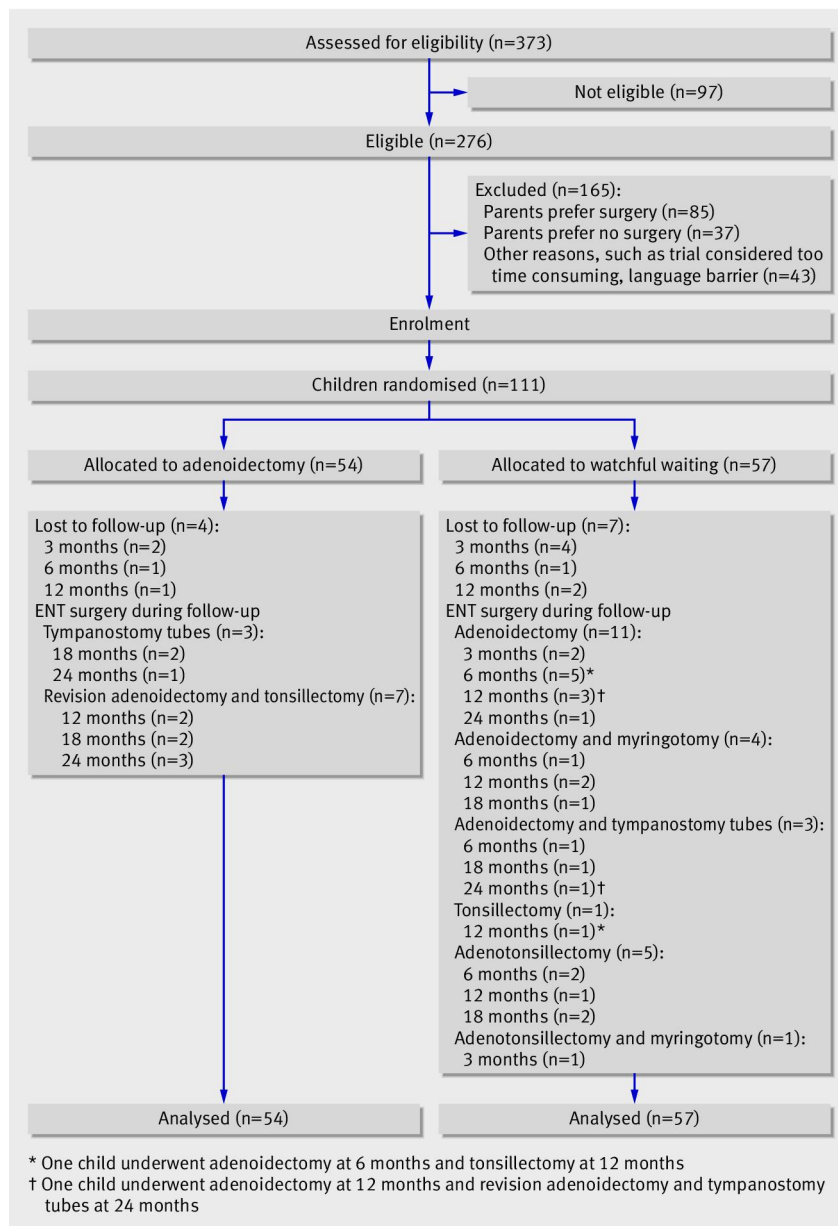 Assessed for eligibility (n=373)
Not eligible (n=97)
Eligible (n=276)
Excluded (n=165):
Parents prefer surgery (n=85)
Parents prefer no surgery (n=37)
Other reasons, such as trial considered too
time consuming, language barrier (n=43)
Enrolment
Children randomised (n=111)
Allocated to adenoidectomy (n=54)
Lost to follow-up (n=4):
3 months (n=2)
6 months (n=1)
12 months (n=1)
ENT surgery during follow-up
Tympanostomy tubes (n=3):
18 months (n=2)
24 months (n=1)
Revision adenoidectomy and tonsillectomy (n=7):
12 months (n=2)
18 months (n=2)
24 months (n=3)
Analysed (n=54)
Allocated to watchful waiting (n=57)
Lost to follow-up (n=7):
3 months (n=4)
6 months (n=1)
12 months (n=2)
ENT surgery during follow-up
Adenoidectomy (n=11):
3 months (n=2)
6 months (n=5)*
12 months (n=3)†
24 months (n=1)
Adenoidectomy and myringotomy (n=4):
6 months (n=1)
12 months (n=2)
18 months (n=1)
Adenoidectomy and tympanostomy tubes (n=3):
6 months (n=1)
18 months (n=1)
24 months (n=1)†
Tonsillectomy (n=1):
12 months (n=1)*
Adenotonsillectomy (n=5):
6 months (n=2)
12 months (n=1)
18 months (n=2)
Adenotonsillectomy and myringotomy (n=1):
3 months (n=1)
Analysed (n=57)
* One child underwent adenoidectomy at 6 months and tonsillectomy at 12 months
† One child underwent adenoidectomy at 12 months and revision adenoidectomy and tympanostomy
tubes at 24 months